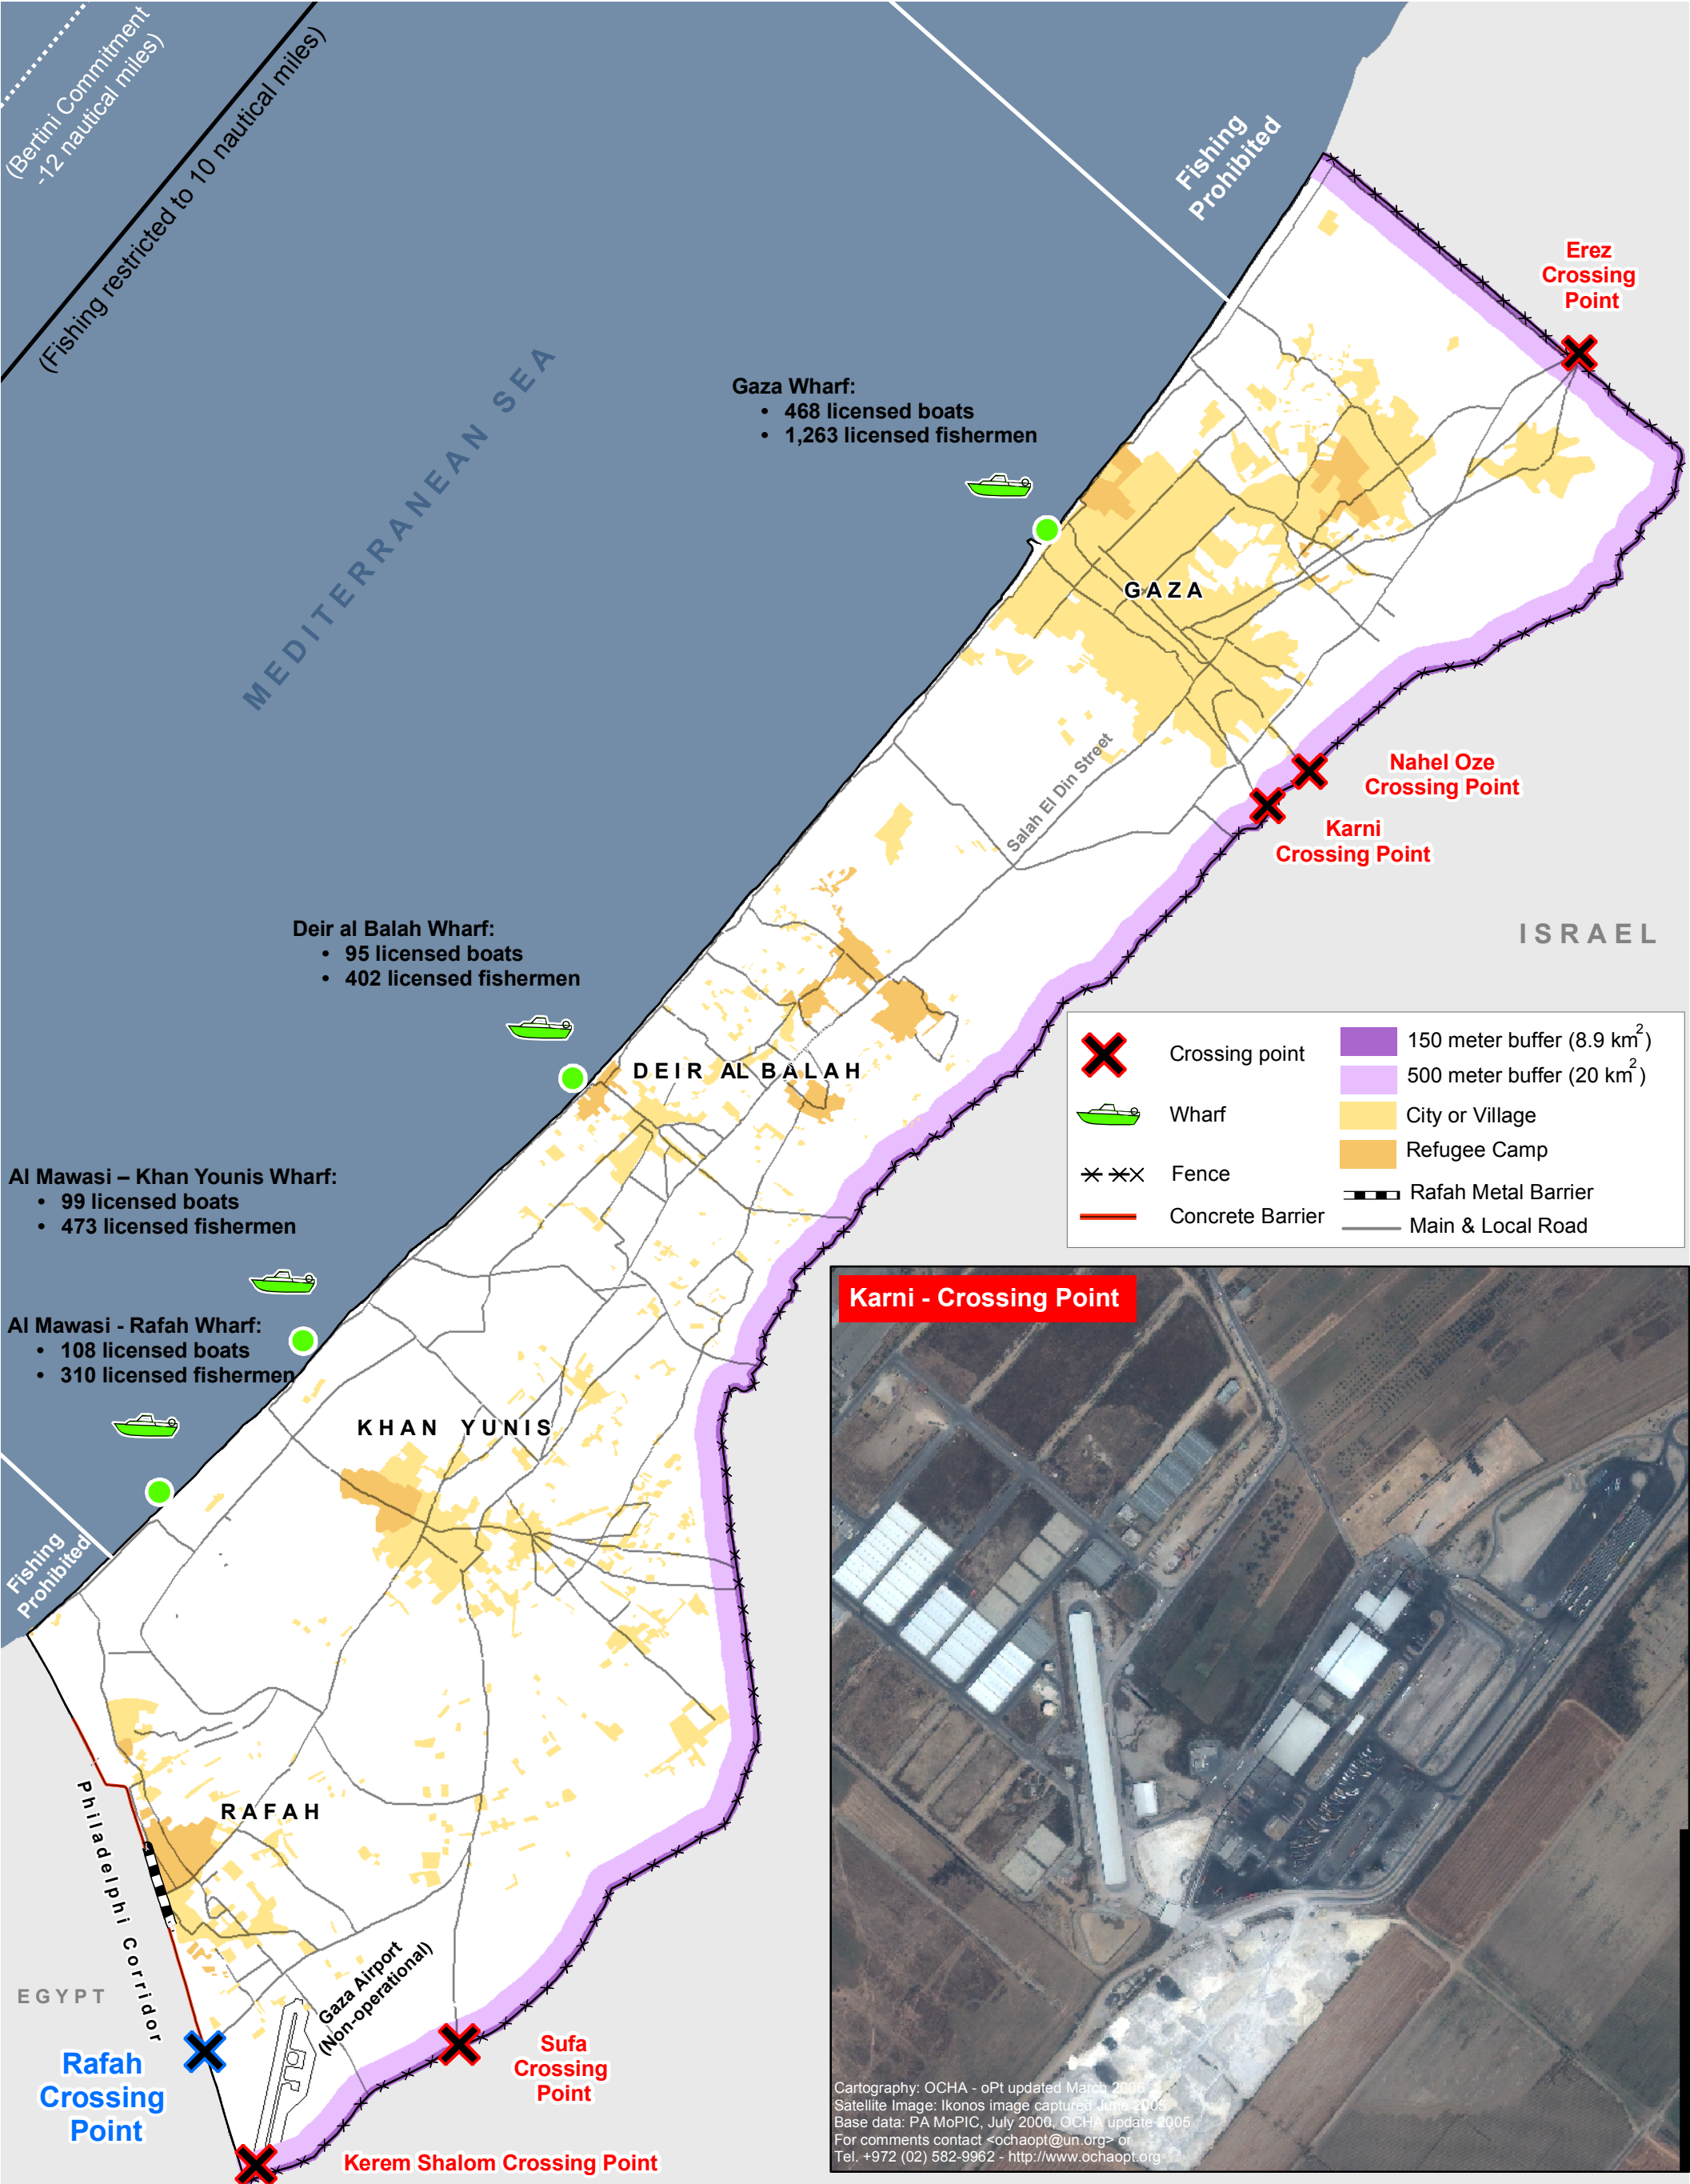 (Bertini Commitment
-12 nautical miles)
(Fishing restricted to 10 nautical miles)
Fishing
Prohibited
MEDITERRANEAN SEA
Erez
Crossing
Point
Gaza Wharf:
• 468 licensed boats
• 1,263 licensed fishermen
GAZA
Salah El Din Street
Nahel Oze
Crossing Point
Karni
Crossing Point
ISRAEL
Deir al Balah Wharf:
• 95 licensed boats
• 402 licensed fishermen
DEIR AL BALAH
Crossing point
Wharf
Fence
Concrete Barrier
150 meter buffer (8.9 km²)
500 meter buffer (20 km²)
City or Village
Refugee Camp
Rafah Metal Barrier
Main & Local Road
Al Mawasi – Khan Younis Wharf:
• 99 licensed boats
• 473 licensed fishermen
Al Mawasi - Rafah Wharf:
• 108 licensed boats
• 310 licensed fishermen
KHAN YUNIS
Fishing
Prohibited
Karni - Crossing Point
RAFAH
Philadelphi Corridor
EGYPT
Gaza Airport
(Non-operational)
Rafah
Crossing
Point
Sufa
Crossing
Point
Kerem Shalom Crossing Point
Cartography: OCHA - oPt updated March 2006
Satellite Image: Ikonos image captured June 2005
Base data: PA MoPIC, July 2000, OCHA update 2005
For comments contact <ochaopt@un.org> or
Tel. +972 (02) 582-9962 - http://www.ochaopt.org